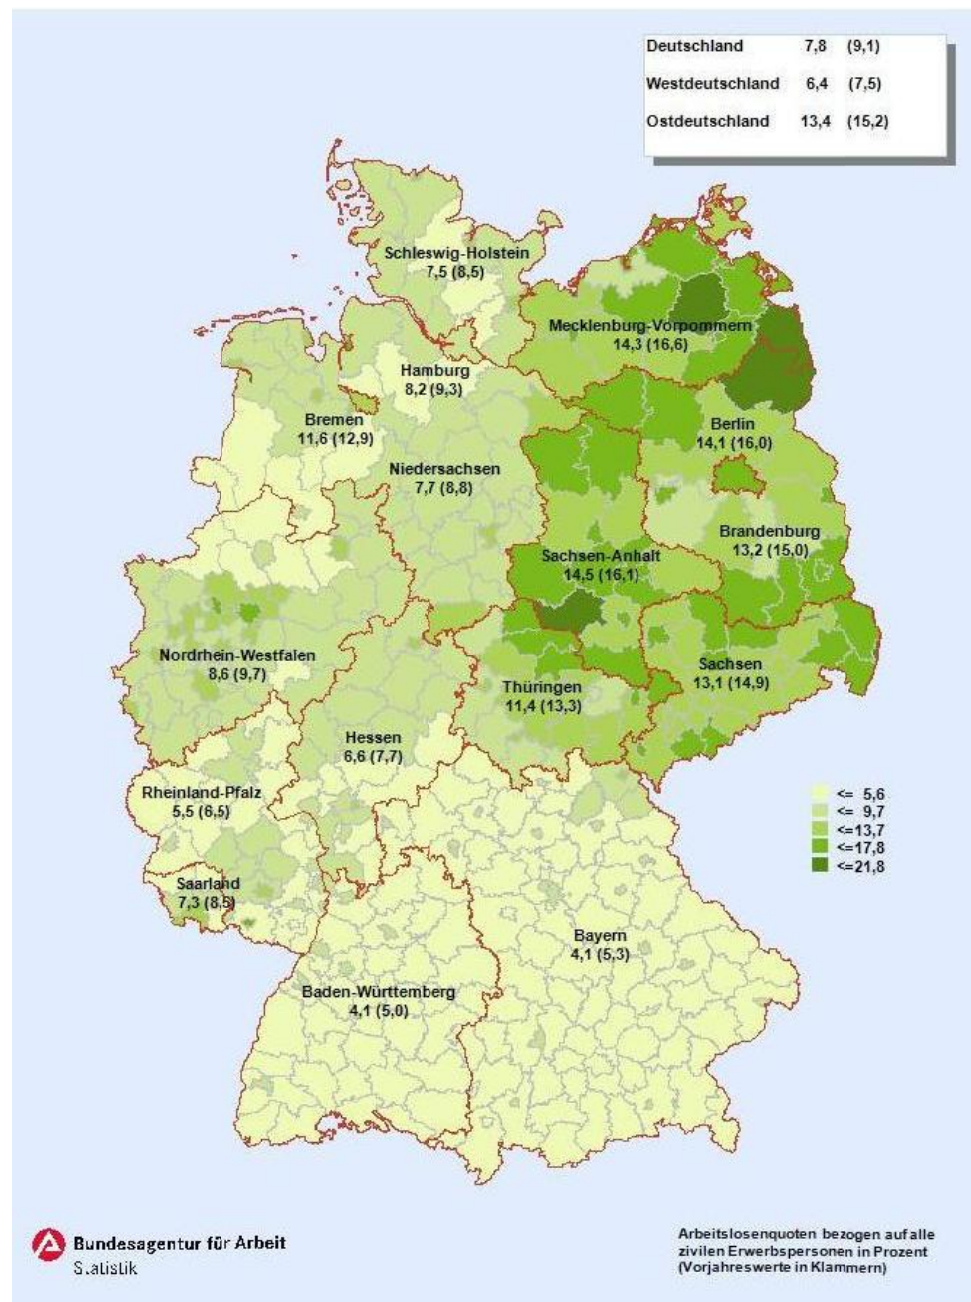 Deutschland 7,8 (9,1)
Westdeutschland 6,4 (7,5)
Ostdeutschland 13,4 (15,2)
Schleswig-Holstein
7,5 (8,5)
Mecklenburg-Vorpommern
14,3 (16,6)
Hamburg
8,2 (9,3)
Bremen
11,6 (12,9)
Berlin
14,1 (16,0)
Niedersachsen
7,7 (8,8)
Brandenburg
13,2 (15,0)
Sachsen-Anhalt
14,5 (16,1)
Nordrhein-Westfalen
8,6 (9,7)
Sachsen
13,1 (14,9)
Thüringen
11,4 (13,3)
Hessen
6,6 (7,7)
Rheinland-Pfalz
5,5 (6,5)
<= 5,6
<= 9,7
<=13,7
<=17,8
<=21,8
Saarland
7,3 (8,5)
Bayern
4,1 (5,3)
Baden-Württemberg
4,1 (5,0)
Bundesagentur für Arbeit
Statistik
Arbeitslosenquoten bezogen auf alle
zivilen Erwerbspersonen in Prozent
(Vorjahreswerte in Klammern)